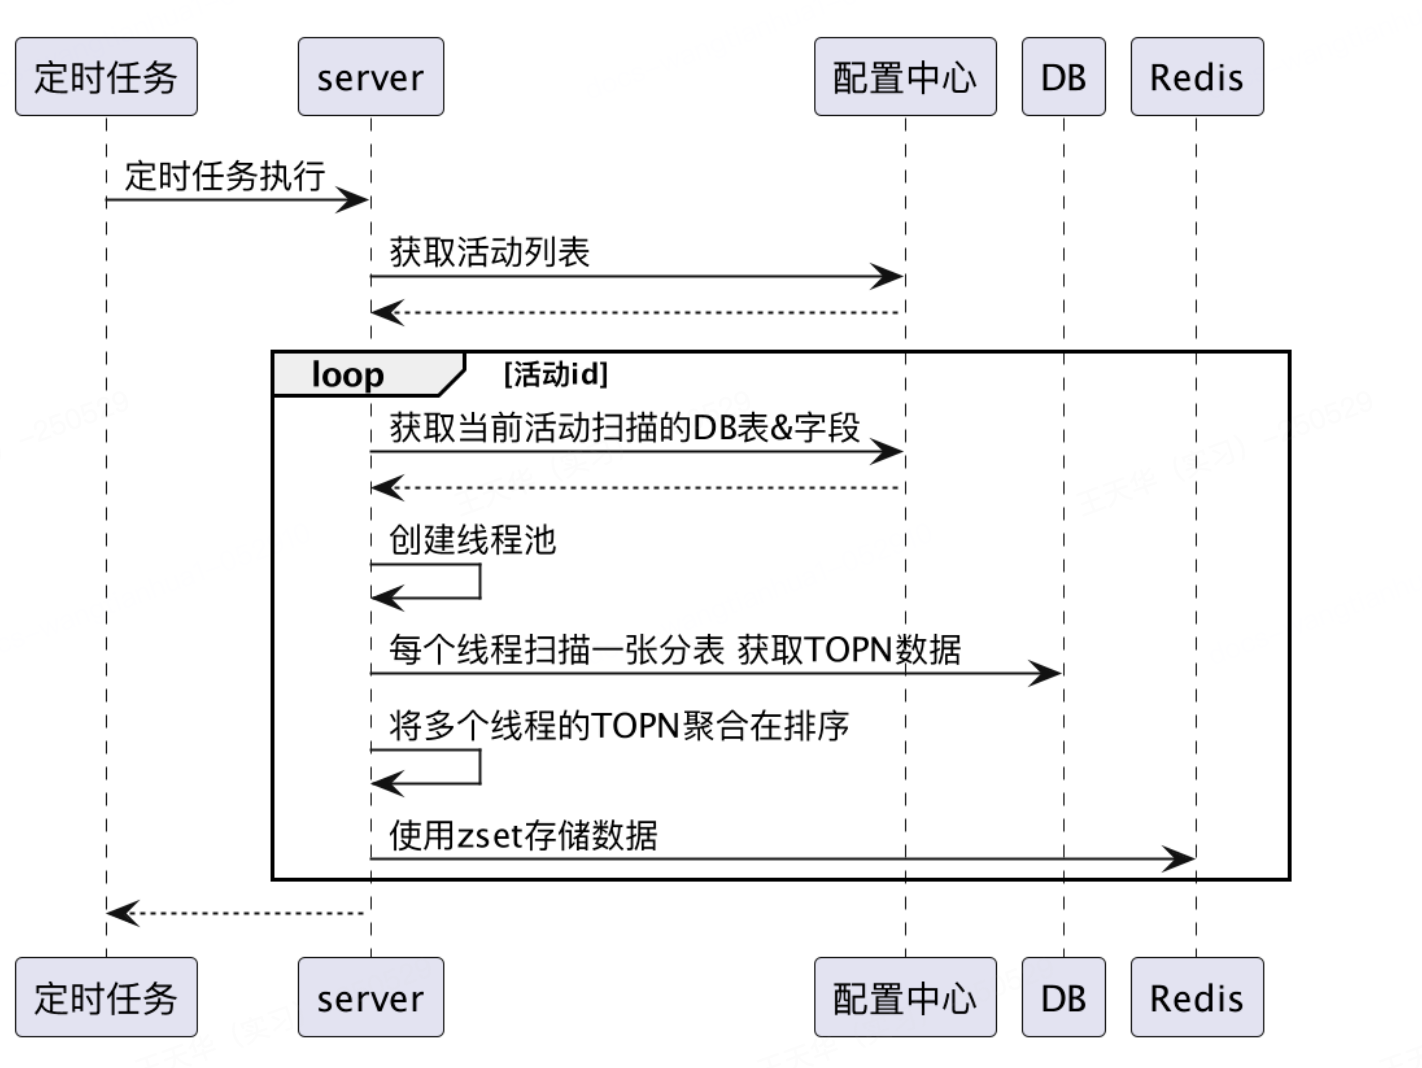 定时任务
server
配置中心
DB
Redis
定时任务执行
获取活动列表
loop
[活动id]
获取当前活动扫描的DB表&字段
创建线程池
每个线程扫描一张分表 获取TOPN数据
将多个线程的TOPN聚合在排序
使用zset存储数据
定时任务
server
配置中心
DB
Redis